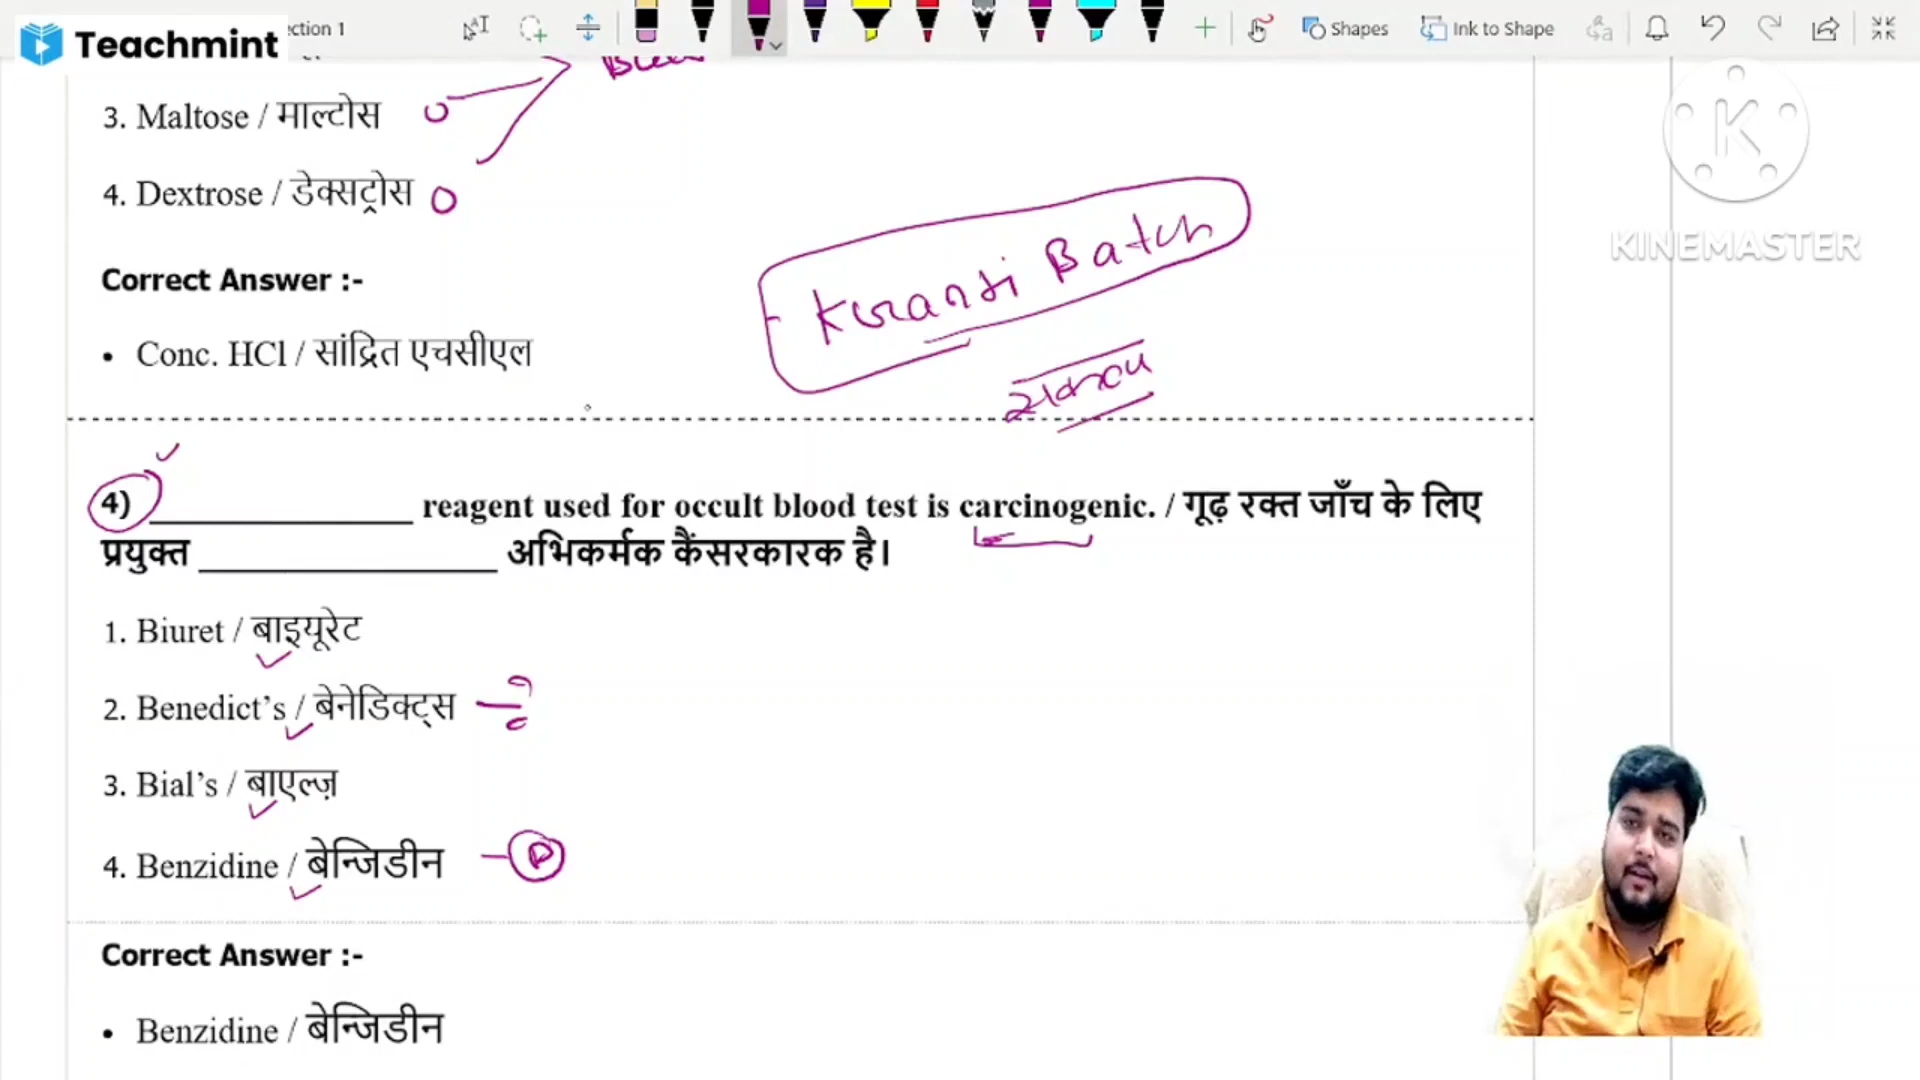 Teachmint
ction 1
Shapes
Ink to Shape
3. Maltose / माल्टोस
4. Dextrose / डेक्सट्रोस
KINEMASTER
Kranti Batch
Correct Answer :-
• Conc. HCl / सांद्रित एचसीएल
4) ________________ reagent used for occult blood test is carcinogenic. / गूढ़ रक्त जाँच के लिए
प्रयुक्त __________________ अभिकर्मक कैंसरकारक है।
1. Biuret / बाइयूरेट
2. Benedict’s / बेनेडिक्ट्स
3. Bial’s / बाएल्ज़
4. Benzidine / बेन्जिडीन
Correct Answer :-
• Benzidine / बेन्जिडीन